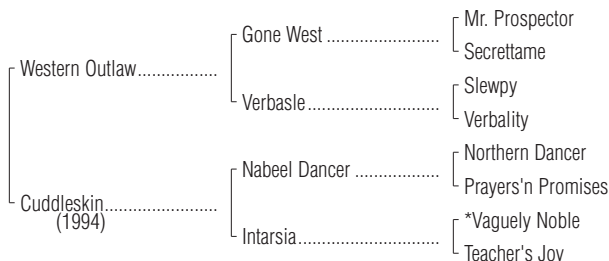 Mr. Prospector
Gone West ........................
Secrettame
Western Outlaw.................
Slewpy
Verbasle............................
Verbality
Northern Dancer
Nabeel Dancer ..................
Prayers'n Promises
Cuddleskin........................
(1994)
*Vaguely Noble
Intarsia..............................
Teacher's Joy